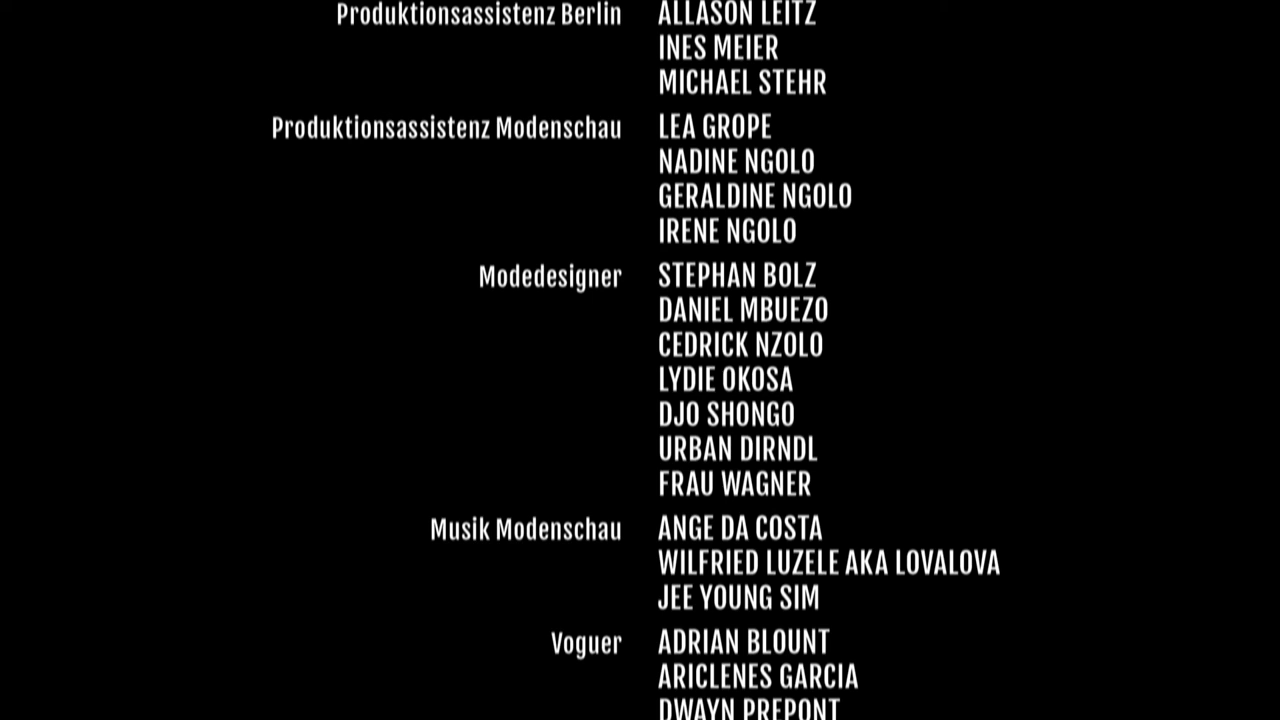 Produktionsassistenz Berlin ALLASON LEITZ
INES MEIER
MICHAEL STEHR
Produktionsassistenz Modenschau LEA GROPE
NADINE NGOLO
GERALDINE NGOLO
IRENE NGOLO
Modedesigner STEPHAN BOLZ
DANIEL MBUEZO
CEDRICK NZOLO
LYDIE OKOSA
DJO SHONGO
URBAN DIRNDL
FRAU WAGNER
Musik Modenschau ANGE DA COSTA
WILFRIED LUZELE AKA LOVALOVA
JEE YOUNG SIM
Voguer ADRIAN BLOUNT
ARICLENES GARCIA
DWAYN PREPONT